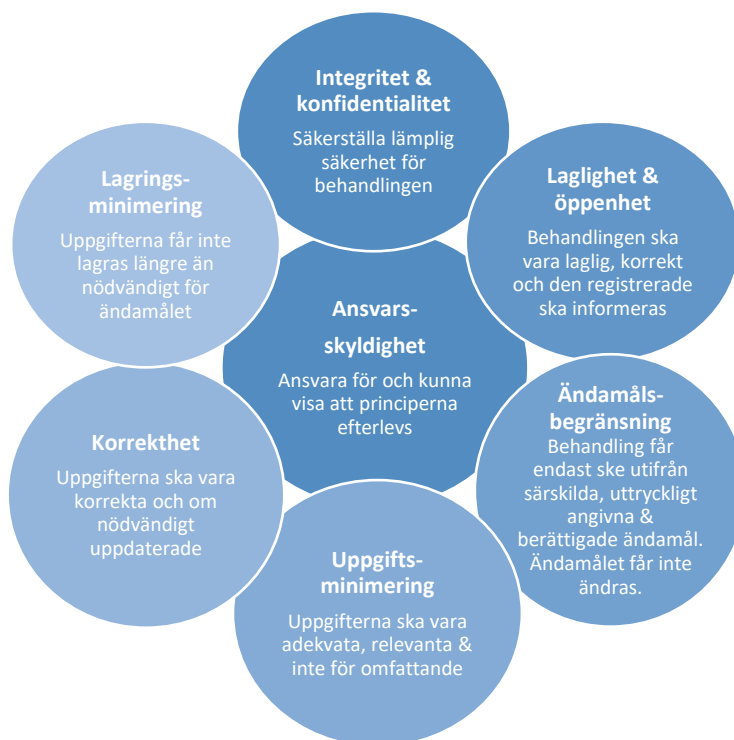 Integritet &
konfidentialitet
Säkerställa lämplig
säkerhet för
behandlingen
Laglighet &
öppenhet
Behandlingen ska
vara laglig, korrekt
och den registrerade
ska informeras
Ändamåls-
begränsning
Behandling får
endast ske utifrån
särskilda, uttryckligt
angivna &
berättigade ändamål.
Ändamålet får inte
ändras.
Uppgifts-
minimering
Uppgifterna ska vara
adekvata, relevanta &
inte för omfattande
Korrekthet
Uppgifterna ska vara
korrekta och om
nödvändigt
uppdaterade
Lagrings-
minimering
Uppgifterna får inte
lagras längre än
nödvändigt för
ändamålet
Ansvars-
skyldighet
Ansvara för och kunna
visa att principerna
efterlevs